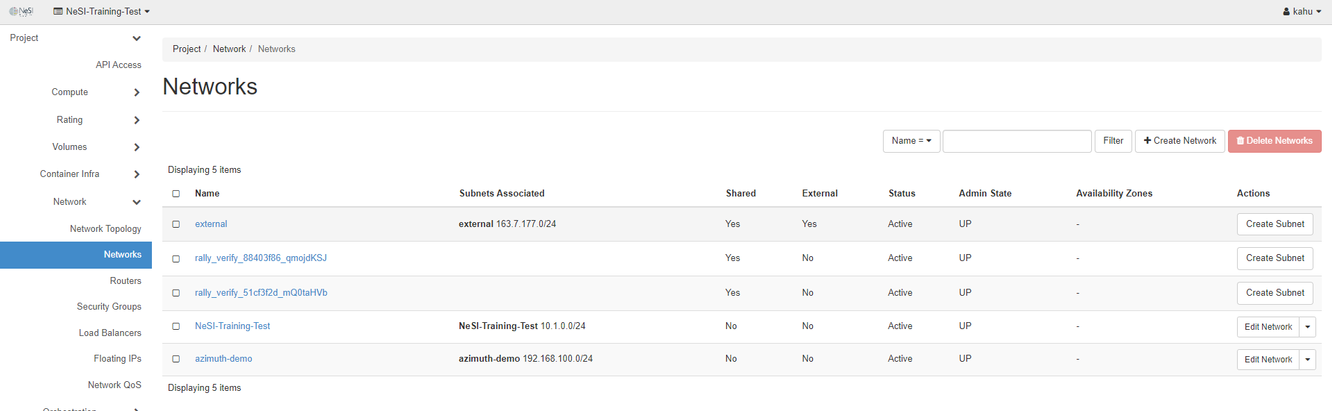 NeSI NeSI-Training-Test kahu
Project
API Access
Compute
Rating
Volumes
Container Infra
Network
Network Topology
Networks
Routers
Security Groups
Load Balancers
Floating IPs
Network QoS
Project / Network / Networks
Networks
Name = Filter + Create Network Delete Networks
Displaying 5 items
Name Subnets Associated Shared External Status Admin State Availability Zones Actions
external external 163.7.177.0/24 Yes Yes Active UP - Create Subnet
rally_verify_88403f86_qmojdKSJ Yes No Active UP - Create Subnet
rally_verify_51cf3f2d_mQ0taHVb Yes No Active UP - Create Subnet
NeSI-Training-Test NeSI-Training-Test 10.1.0.0/24 No No Active UP - Edit Network
azimuth-demo azimuth-demo 192.168.100.0/24 No No Active UP - Edit Network
Displaying 5 items